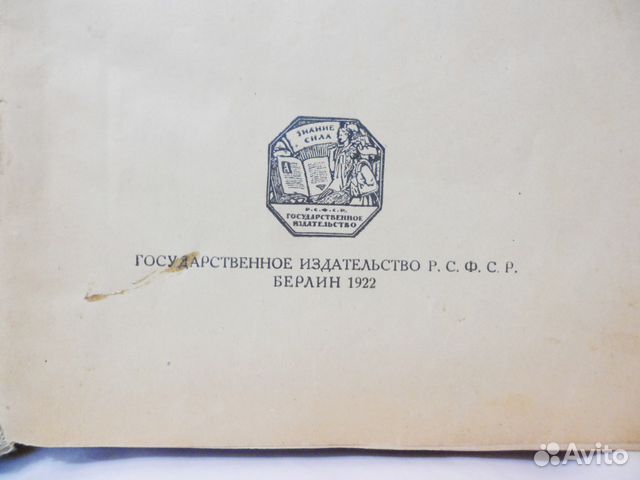 ЗНАНИЕ
СИЛА
А
Р.С.Ф.С.Р.
ГОСУДАРСТВЕННОЕ
ИЗДАТЕЛЬСТВО
ГОСУДАРСТВЕННОЕ ИЗДАТЕЛЬСТВО Р. С. Ф. С. Р.
БЕРЛИН 1922
Avito